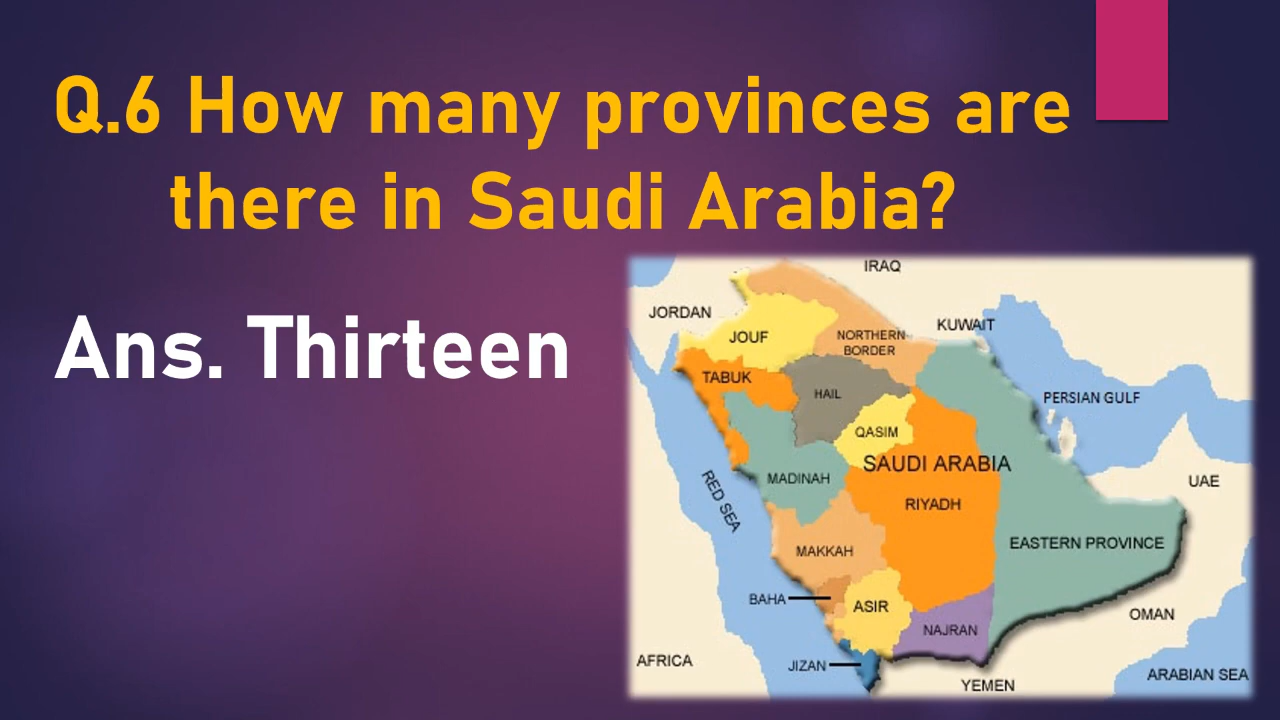 Q.6 How many provinces are
there in Saudi Arabia?
Ans. Thirteen
IRAQ
JORDAN
KUWAIT
JOUF
NORTHERN
BORDER
TABUK
HAIL
PERSIAN GULF
QASIM
SAUDI ARABIA
MADINAH
RED SEA
UAE
RIYADH
MAKKAH
EASTERN PROVINCE
BAHA
ASIR
OMAN
NAJRAN
AFRICA
JIZAN
ARABIAN SEA
YEMEN